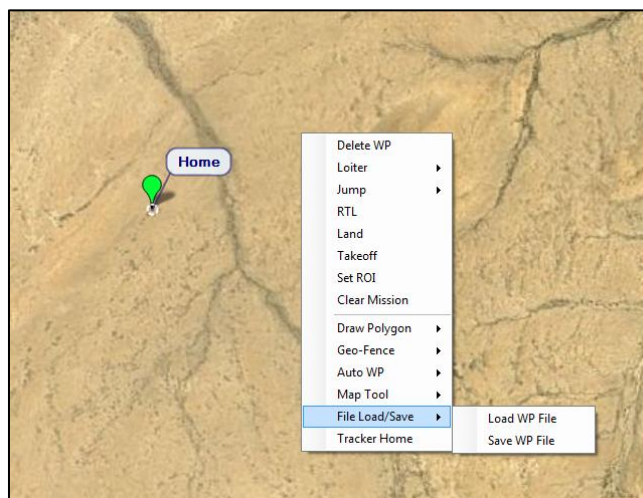 Home
Delete WP
Loiter
Jump
RTL
Land
Takeoff
Set ROI
Clear Mission
Draw Polygon
Geo-Fence
Auto WP
Map Tool
File Load/Save
Tracker Home
Load WP File
Save WP File